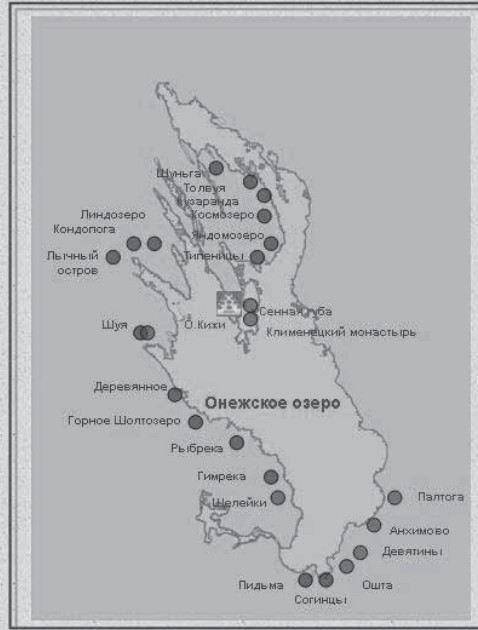 Шуньга
Толвуя
Кузаранда
Линдозеро
Космозеро
Кондопога
Яндомозеро
Лычный
остров
Типеницы
Сенная губа
Шуя
О.Кижи
Клименецкий монастырь
Деревянное
Онежское озеро
Горное Шолтозеро
Рыбрека
Гимрека
Щелейки
Палтога
Анхимово
Девятины
Пидьма
Ошта
Согинцы